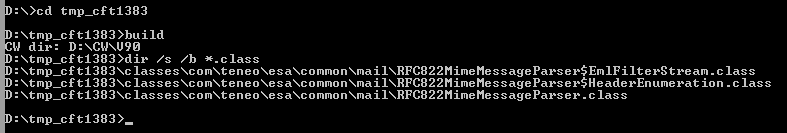 D:\>cd tmp_cft1383
D:\tmp_cft1383>build
CW dir: D:\CW\V90
D:\tmp_cft1383>dir /s /b *.class
D:\tmp_cft1383\classes\com\teneo\esa\common\mail\RFC822MimeMessageParser$EmlFilterStream.class
D:\tmp_cft1383\classes\com\teneo\esa\common\mail\RFC822MimeMessageParser$HeaderEnumeration.class
D:\tmp_cft1383\classes\com\teneo\esa\common\mail\RFC822MimeMessageParser.class
D:\tmp_cft1383>_